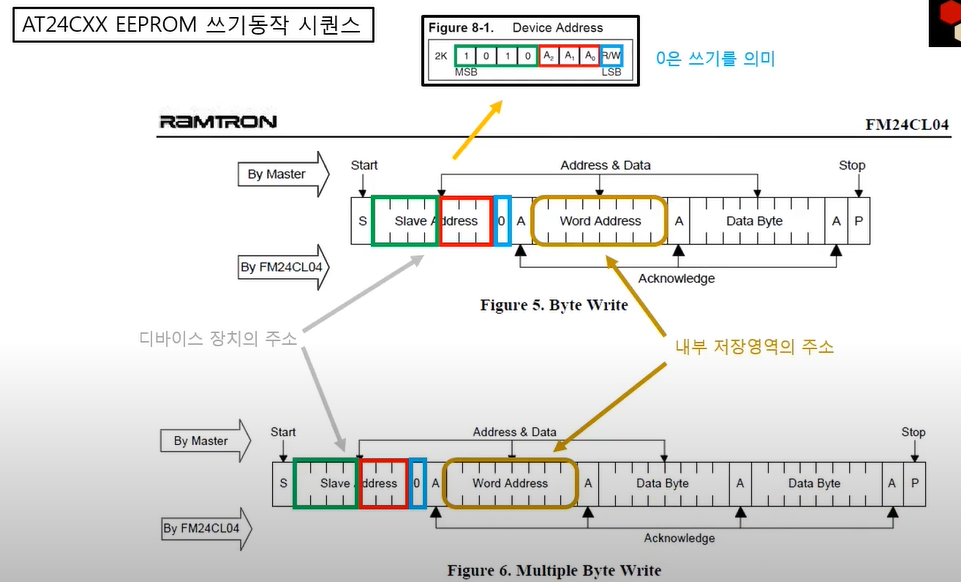 AT24CXX EEPROM 쓰기동작 시퀀스
Figure 8-1. Device Address
2K 1 0 1 0 A2 A1 A0 R/W
MSB LSB
0은 쓰기를 의미
RAMTRON
FM24CL04
By Master
Start
Address & Data
Stop
S Slave Address 0 A Word Address A Data Byte A P
By FM24CL04
Acknowledge
Figure 5. Byte Write
디바이스 장치의 주소
내부 저장영역의 주소
By Master
Start
Address & Data
Stop
S Slave Address 0 A Word Address A Data Byte A Data Byte A P
By FM24CL04
Acknowledge
Figure 6. Multiple Byte Write